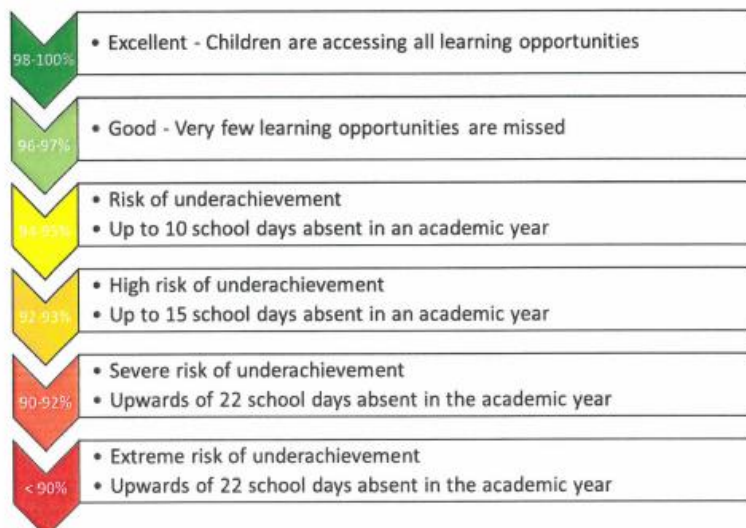 98-100%
• Excellent - Children are accessing all learning opportunities
96-97%
• Good - Very few learning opportunities are missed
94-95%
• Risk of underachievement
• Up to 10 school days absent in an academic year
92-93%
• High risk of underachievement
• Up to 15 school days absent in an academic year
90-92%
• Severe risk of underachievement
• Upwards of 22 school days absent in the academic year
< 90%
• Extreme risk of underachievement
• Upwards of 22 school days absent in the academic year